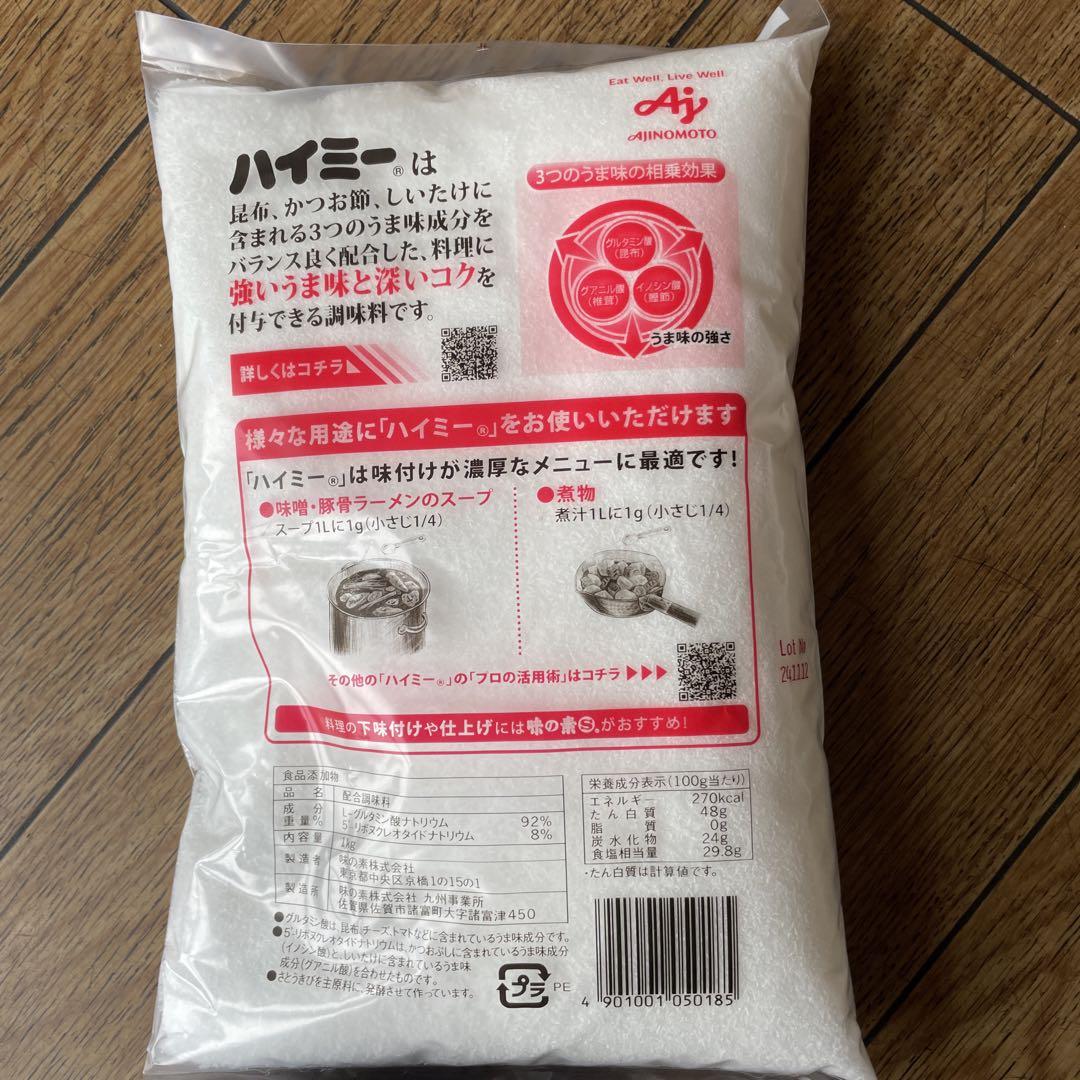 Eat Well, Live Well.
Aj
AJINOMOTO
ハイミー®は
昆布、かつお節、しいたけに
含まれる3つのうま味成分を
バランス良く配合した、料理に
強いうま味と深いコクを
付与できる調味料です。
詳しくはコチラ
3つのうま味の相乗効果
グルタミン酸
(昆布)
グアニル酸
(椎茸)
イノシン酸
(鰹節)
うま味の強さ
様々な用途に「ハイミー®」をお使いいただけます
「ハイミー®」は味付けが濃厚なメニューに最適です!
●味噌・豚骨ラーメンのスープ
スープ1Lに1g(小さじ1/4)
●煮物
煮汁1Lに1g(小さじ1/4)
その他の「ハイミー®」の「プロの活用術」はコチラ▶▶▶
料理の下味付けや仕上げには味の素S®がおすすめ!
Lot No
241112
食品添加物
品名 配合調味料
成分 L-グルタミン酸ナトリウム 92%
重量% 5'-リボヌクレオタイドナトリウム 8%
内容量 1kg
製造者 味の素株式会社
東京都中央区京橋1の15の1
製造所 味の素株式会社 九州事業所
佐賀県佐賀市諸富町大字諸富津450
栄養成分表示(100g当たり)
エネルギー 270kcal
たん白質 48g
脂質 0g
炭水化物 24g
食塩相当量 29.8g
・たん白質は計算値です。
●グルタミン酸は、昆布、チーズ、トマトなどに含まれているうま味成分です。
●5'-リボヌクレオタイドナトリウムは、かつおぶしに含まれているうま味成分
(イノシン酸)と、しいたけに含まれているうま味
成分(グアニル酸)を合わせたものです。
●さとうきびを主原料に、発酵させて作っています。
プラ
PE
4 901001 050185